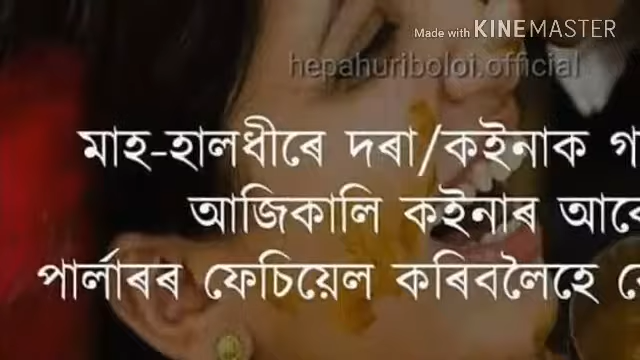 Made with KINEMASTER
hepahuriboloi.official
মাহ-হালধীৰে দৰা/কইনাক
আজিকালি কইনাৰ
পাৰ্লাৰৰ ফেচিয়েল কৰিবলৈহে